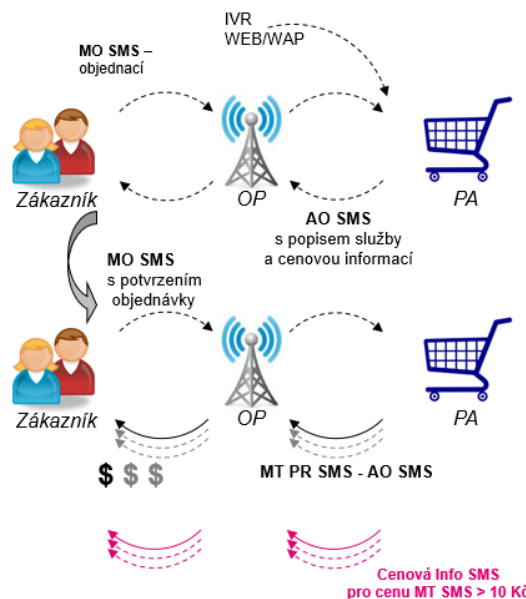 IVR
WEB/WAP
MO SMS –
objednací
Zákazník
OP
PA
AO SMS
s popisem služby
a cenovou informací
MO SMS
s potvrzením
objednávky
Zákazník
OP
PA
$ $ $
MT PR SMS - AO SMS
Cenová Info SMS
pro cenu MT SMS > 10 Kč